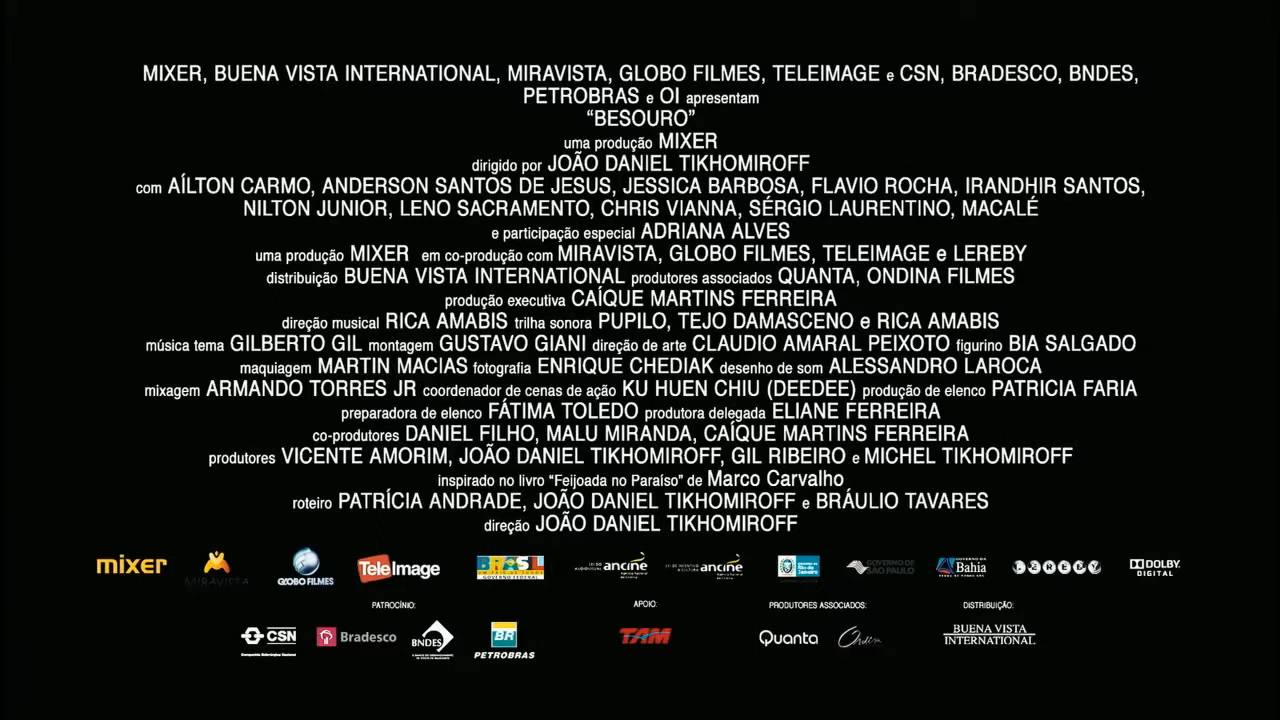 MIXER, BUENA VISTA INTERNATIONAL, MIRAVISTA, GLOBO FILMES, TELEIMAGE e CSN, BRADESCO, BNDES,
PETROBRAS e OI apresentam
“BESOURO”
uma produção MIXER
dirigido por JOÃO DANIEL TIKHOMIROFF
com AÍLTON CARMO, ANDERSON SANTOS DE JESUS, JESSICA BARBOSA, FLAVIO ROCHA, IRANDHIR SANTOS,
NILTON JUNIOR, LENO SACRAMENTO, CHRIS VIANNA, SÉRGIO LAURENTINO, MACALÉ
e participação especial ADRIANA ALVES
uma produção MIXER em co-produção com MIRAVISTA, GLOBO FILMES, TELEIMAGE e LEREBY
distribuição BUENA VISTA INTERNATIONAL produtores associados QUANTA, ONDINA FILMES
produção executiva CAÍQUE MARTINS FERREIRA
direção musical RICA AMABIS trilha sonora PUPILO, TEJO DAMASCENO e RICA AMABIS
música tema GILBERTO GIL montagem GUSTAVO GIANI direção de arte CLAUDIO AMARAL PEIXOTO figurino BIA SALGADO
maquiagem MARTIN MACIAS fotografia ENRIQUE CHEDIAK desenho de som ALESSANDRO LAROCA
mixagem ARMANDO TORRES JR coordenador de cenas de ação KU HUEN CHIU (DEEDEE) produção de elenco PATRICIA FARIA
preparadora de elenco FÁTIMA TOLEDO produtora delegada ELIANE FERREIRA
co-produtores DANIEL FILHO, MALU MIRANDA, CAÍQUE MARTINS FERREIRA
produtores VICENTE AMORIM, JOÃO DANIEL TIKHOMIROFF, GIL RIBEIRO e MICHEL TIKHOMIROFF
inspirado no livro “Feijoada no Paraíso” de Marco Carvalho
roteiro PATRÍCIA ANDRADE, JOÃO DANIEL TIKHOMIROFF e BRÁULIO TAVARES
direção JOÃO DANIEL TIKHOMIROFF
mixer MIRAVISTA GLOBO FILMES TeleImage BRASIL GOVERNO FEDERAL ancine ancine GOVERNO DE SÃO PAULO GOVERNO DA Bahia LEREBY DOLBY DIGITAL
PATROCÍNIO: APOIO: PRODUTORES ASSOCIADOS: DISTRIBUIÇÃO:
CSN Bradesco BNDES BR PETROBRAS TAM Quanta Ondina BUENA VISTA INTERNATIONAL